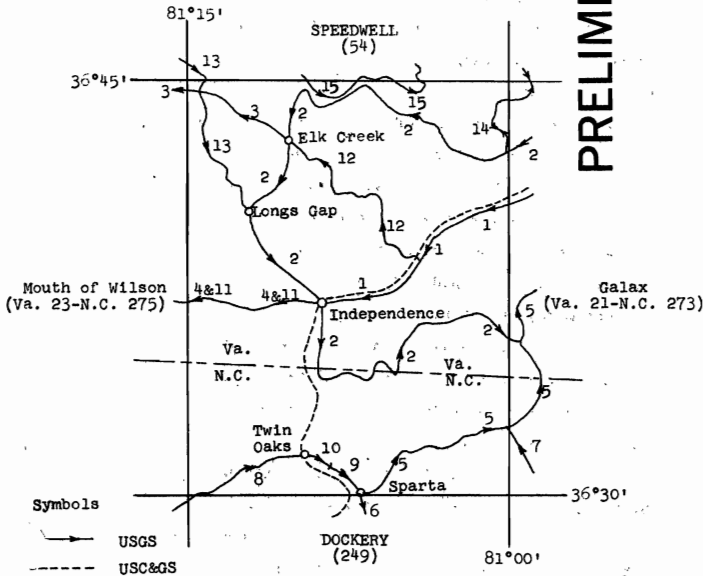 81°15'
SPEEDWELL
(54)
PRELIMI
36°45'
13
15
15
3
3
2
2
14
2
Elk Creek
13
12
2
Longs Gap
12
1
1
2
1
4&11
4&11
Mouth of Wilson
(Va. 23-N.C. 275)
Independence
Galax
(Va. 21-N.C. 273)
5
2
2
2
Va.
N.C.
Va.
N.C.
5
Twin
Oaks
10
9
5
5
7
8
Sparta
6
36°30'
Symbols
USGS
USC&GS
DOCKERY
(249)
81°00'